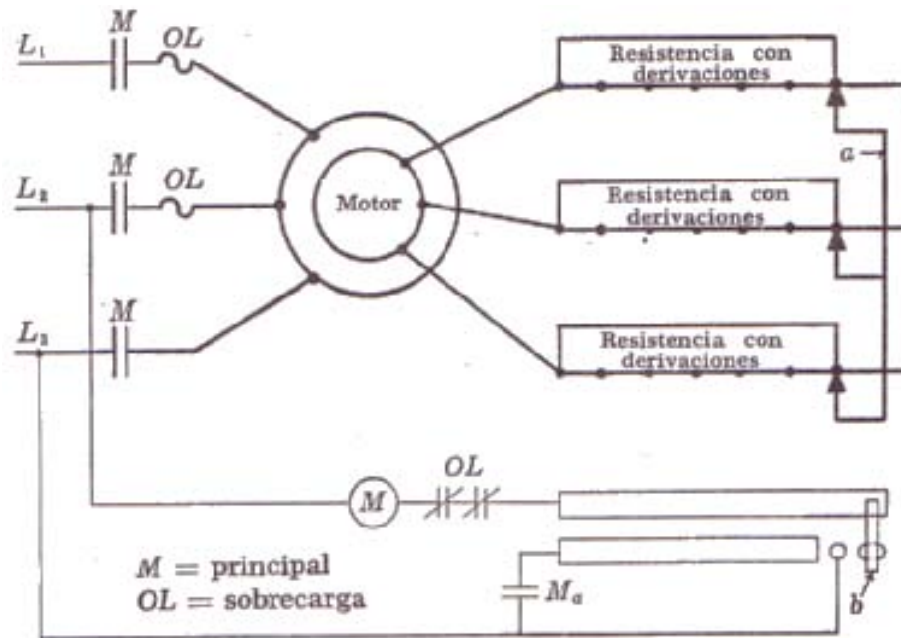 M
OL
L₁
Resistencia con
derivaciones
a
M
OL
L₂
Motor
Resistencia con
derivaciones
M
L₃
Resistencia con
derivaciones
OL
M
M = principal
OL = sobrecarga
Mₐ
b